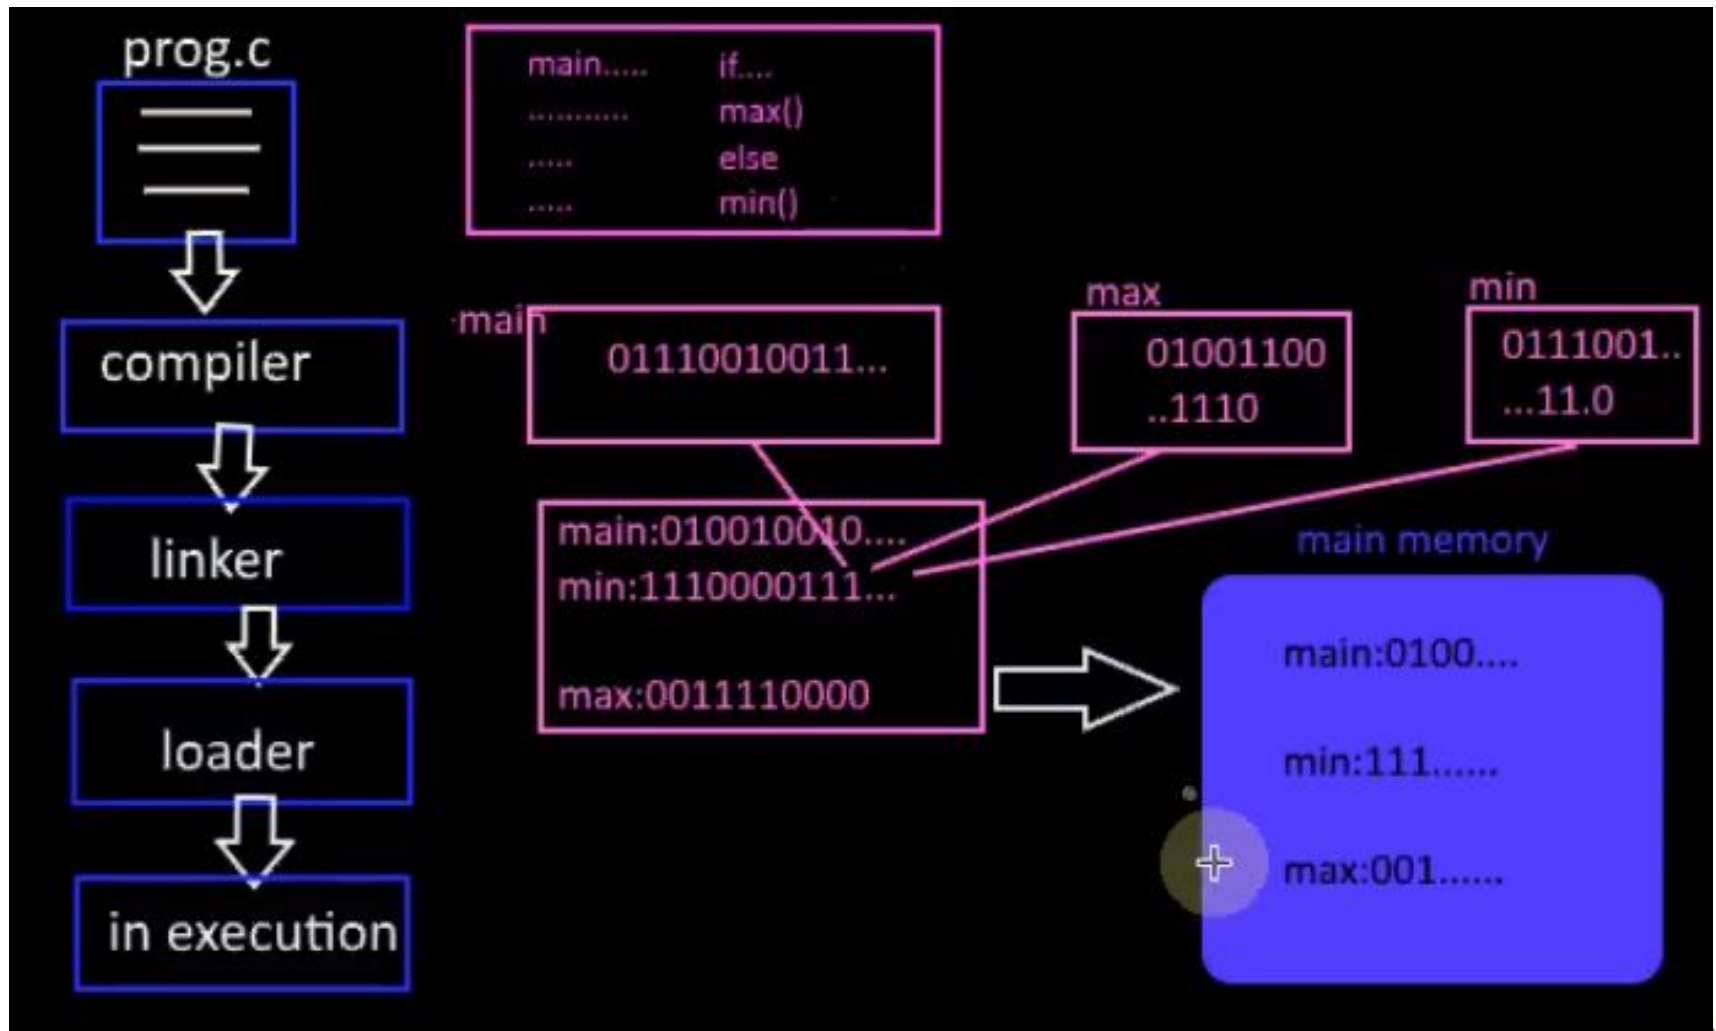 prog.c
compiler
linker
loader
in execution
main..... if....
........... max()
..... else
..... min()
main
01110010011...
max
01001100
..1110
min
0111001..
...11.0
main:010010010....
min:1110000111...
max:0011110000
main memory
main:0100....
min:111......
max:001......